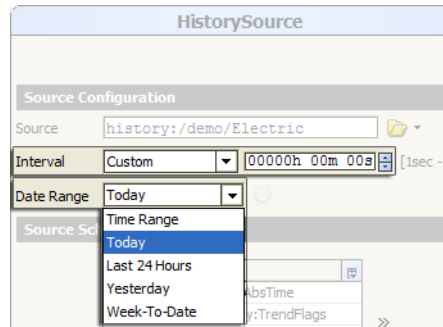 HistorySource
Source Configuration
Source history:/demo/Electric
Interval Custom 00000h 00m 00s [1sec -
Date Range Today
Time Range
Source Sc
Today
Last 24 Hours
Yesterday
AbsTime
Week-To-Date
y:TrendFlags